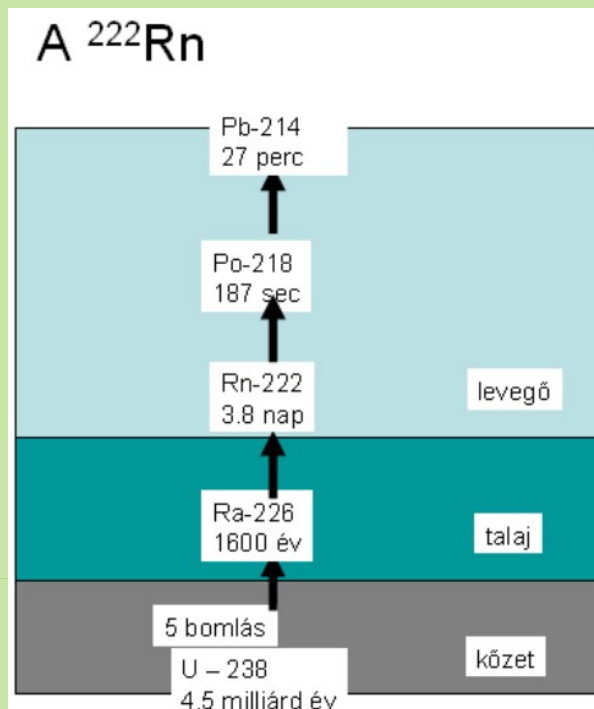 A ²²²Rn
Pb-214
27 perc
Po-218
187 sec
Rn-222
3.8 nap
levegő
Ra-226
1600 év
talaj
5 bomlás
U – 238
4.5 milliárd év
kőzet